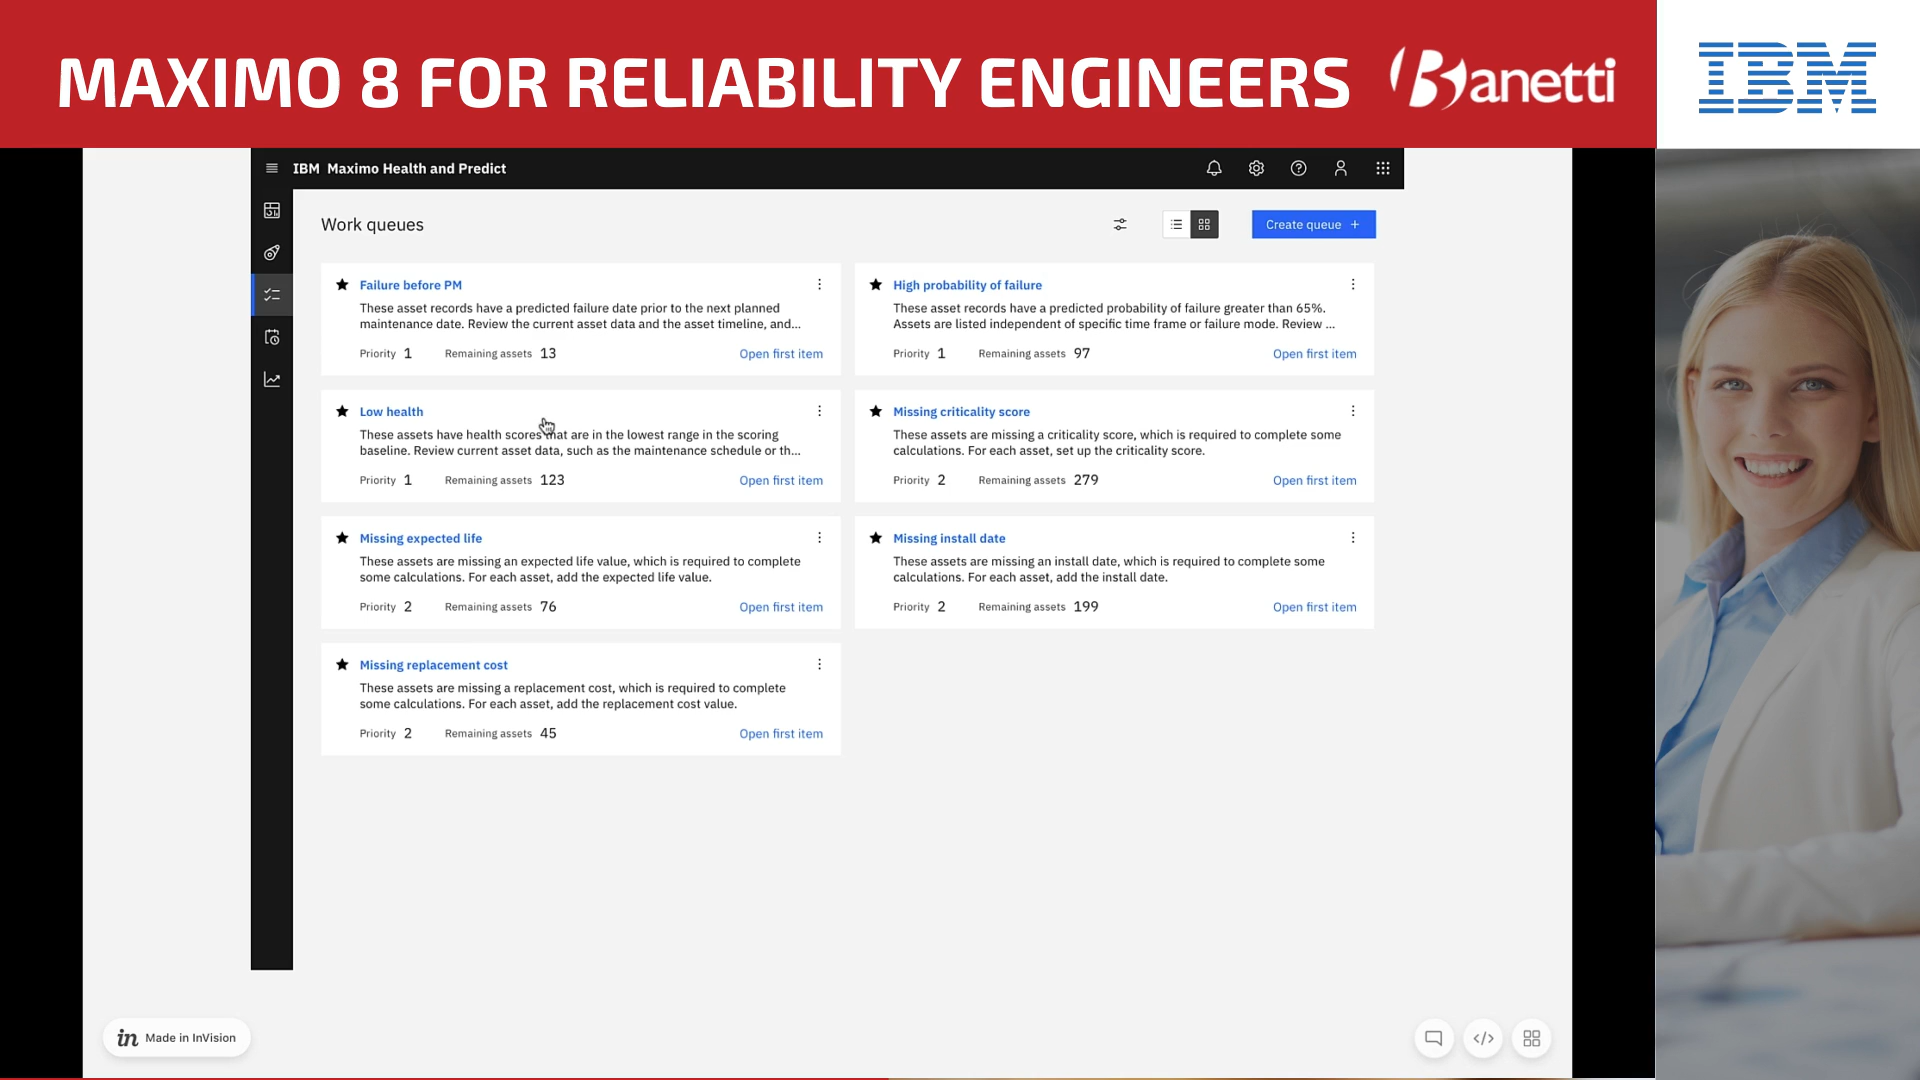 MAXIMO 8 FOR RELIABILITY ENGINEERS
Banetti
IBM
IBM Maximo Health and Predict
Work queues
Create queue +
Failure before PM
These asset records have a predicted failure date prior to the next planned
maintenance date. Review the current asset data and the asset timeline, and...
Priority 1 Remaining assets 13 Open first item
High probability of failure
These asset records have a predicted probability of failure greater than 65%.
Assets are listed independent of specific time frame or failure mode. Review ...
Priority 1 Remaining assets 97 Open first item
Low health
These assets have health scores that are in the lowest range in the scoring
baseline. Review current asset data, such as the maintenance schedule or th...
Priority 1 Remaining assets 123 Open first item
Missing criticality score
These assets are missing a criticality score, which is required to complete some
calculations. For each asset, set up the criticality score.
Priority 2 Remaining assets 279 Open first item
Missing expected life
These assets are missing an expected life value, which is required to complete
some calculations. For each asset, add the expected life value.
Priority 2 Remaining assets 76 Open first item
Missing install date
These assets are missing an install date, which is required to complete some
calculations. For each asset, add the install date.
Priority 2 Remaining assets 199 Open first item
Missing replacement cost
These assets are missing a replacement cost, which is required to complete
some calculations. For each asset, add the replacement cost value.
Priority 2 Remaining assets 45 Open first item
in Made in InVision